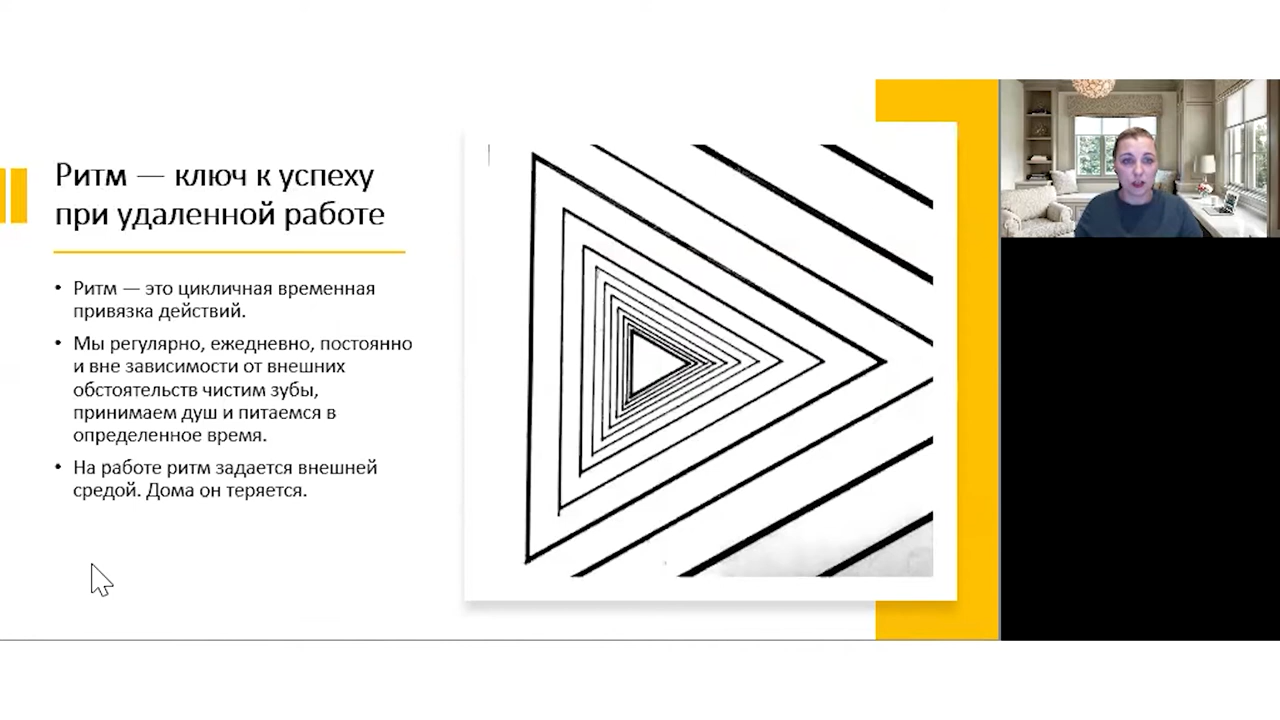 Ритм — ключ к успеху
при удаленной работе
• Ритм — это цикличная временная
привязка действий.
• Мы регулярно, ежедневно, постоянно
и вне зависимости от внешних
обстоятельств чистим зубы,
принимаем душ и питаемся в
определенное время.
• На работе ритм задается внешней
средой. Дома он теряется.